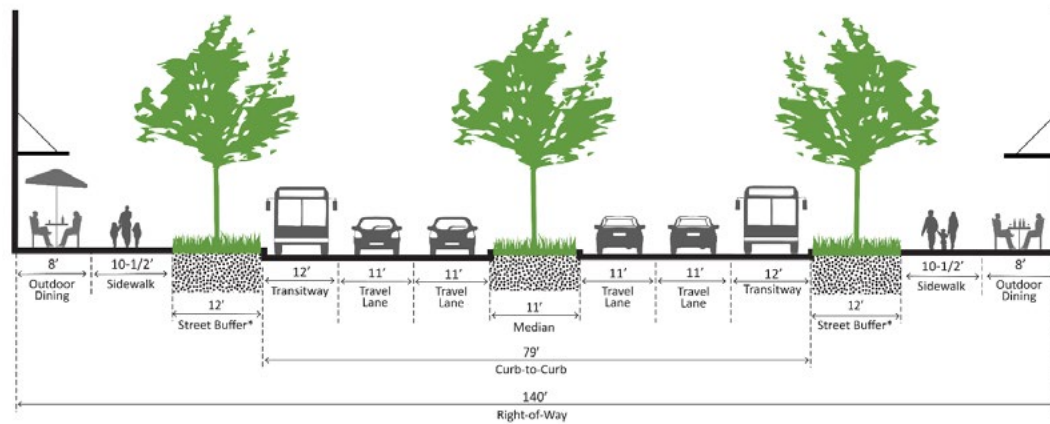 8’
Outdoor
Dining
10-1/2’
Sidewalk
12’
Street Buffer*
12’
Transitway
11’
Travel
Lane
11’
Travel
Lane
11’
Median
11’
Travel
Lane
11’
Travel
Lane
12’
Transitway
12’
Street Buffer*
10-1/2’
Sidewalk
8’
Outdoor
Dining
79’
Curb-to-Curb
140’
Right-of-Way